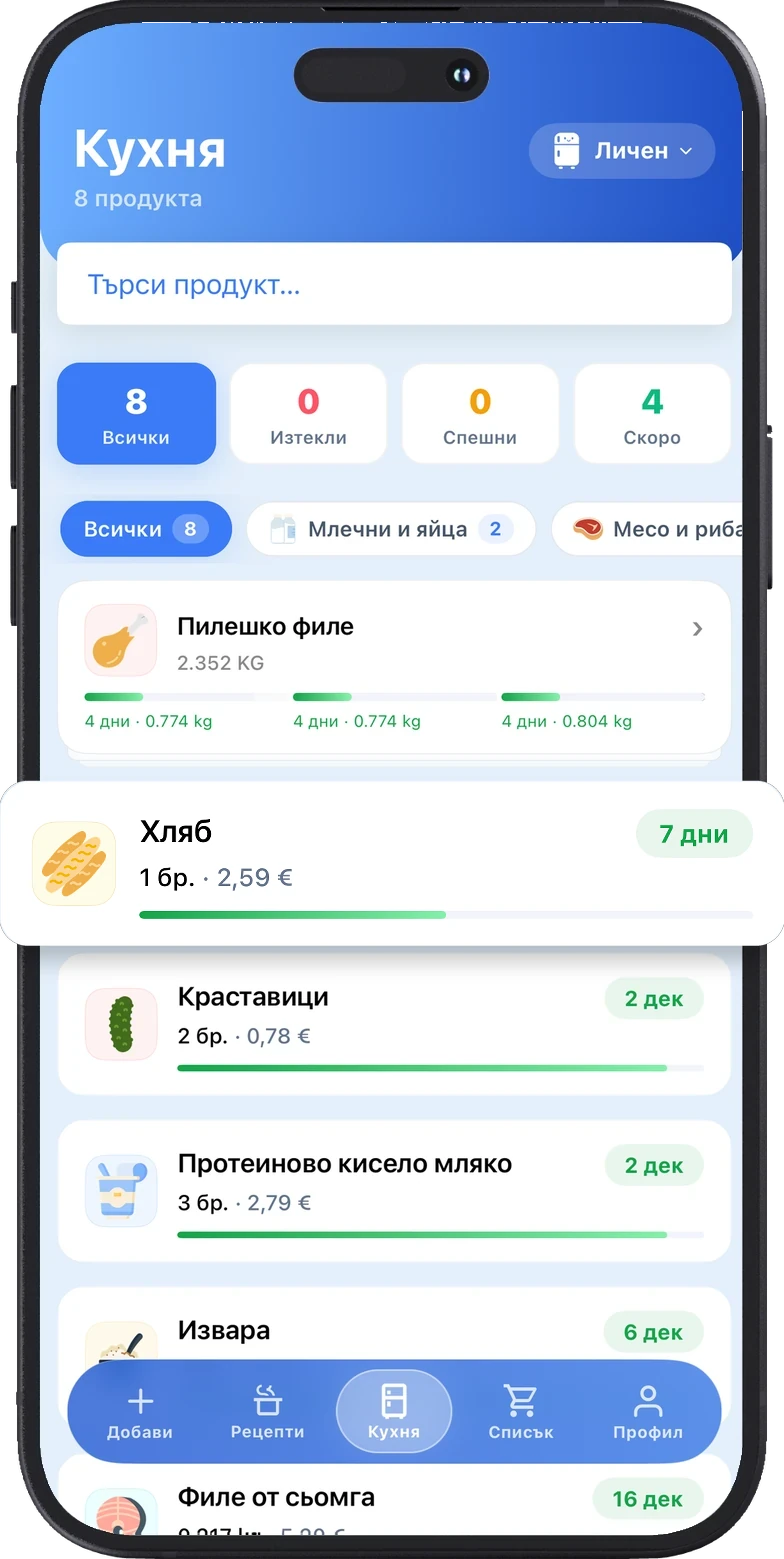 Кухня
Личен
8 продукта
Търси продукт...
8
Всички
0
Изтекли
0
Спешни
4
Скоро
Всички 8
Млечни и яйца 2
Месо и риба
Пилешко филе
2.352 KG
4 дни · 0.774 kg
4 дни · 0.774 kg
4 дни · 0.804 kg
Хляб
7 дни
1 бр. · 2,59 €
Краставици
2 дек
2 бр. · 0,78 €
Протеиново кисело мляко
2 дек
3 бр. · 2,79 €
Извара
6 дек
Добави
Рецепти
Кухня
Списък
Профил
Филе от сьомга
16 дек